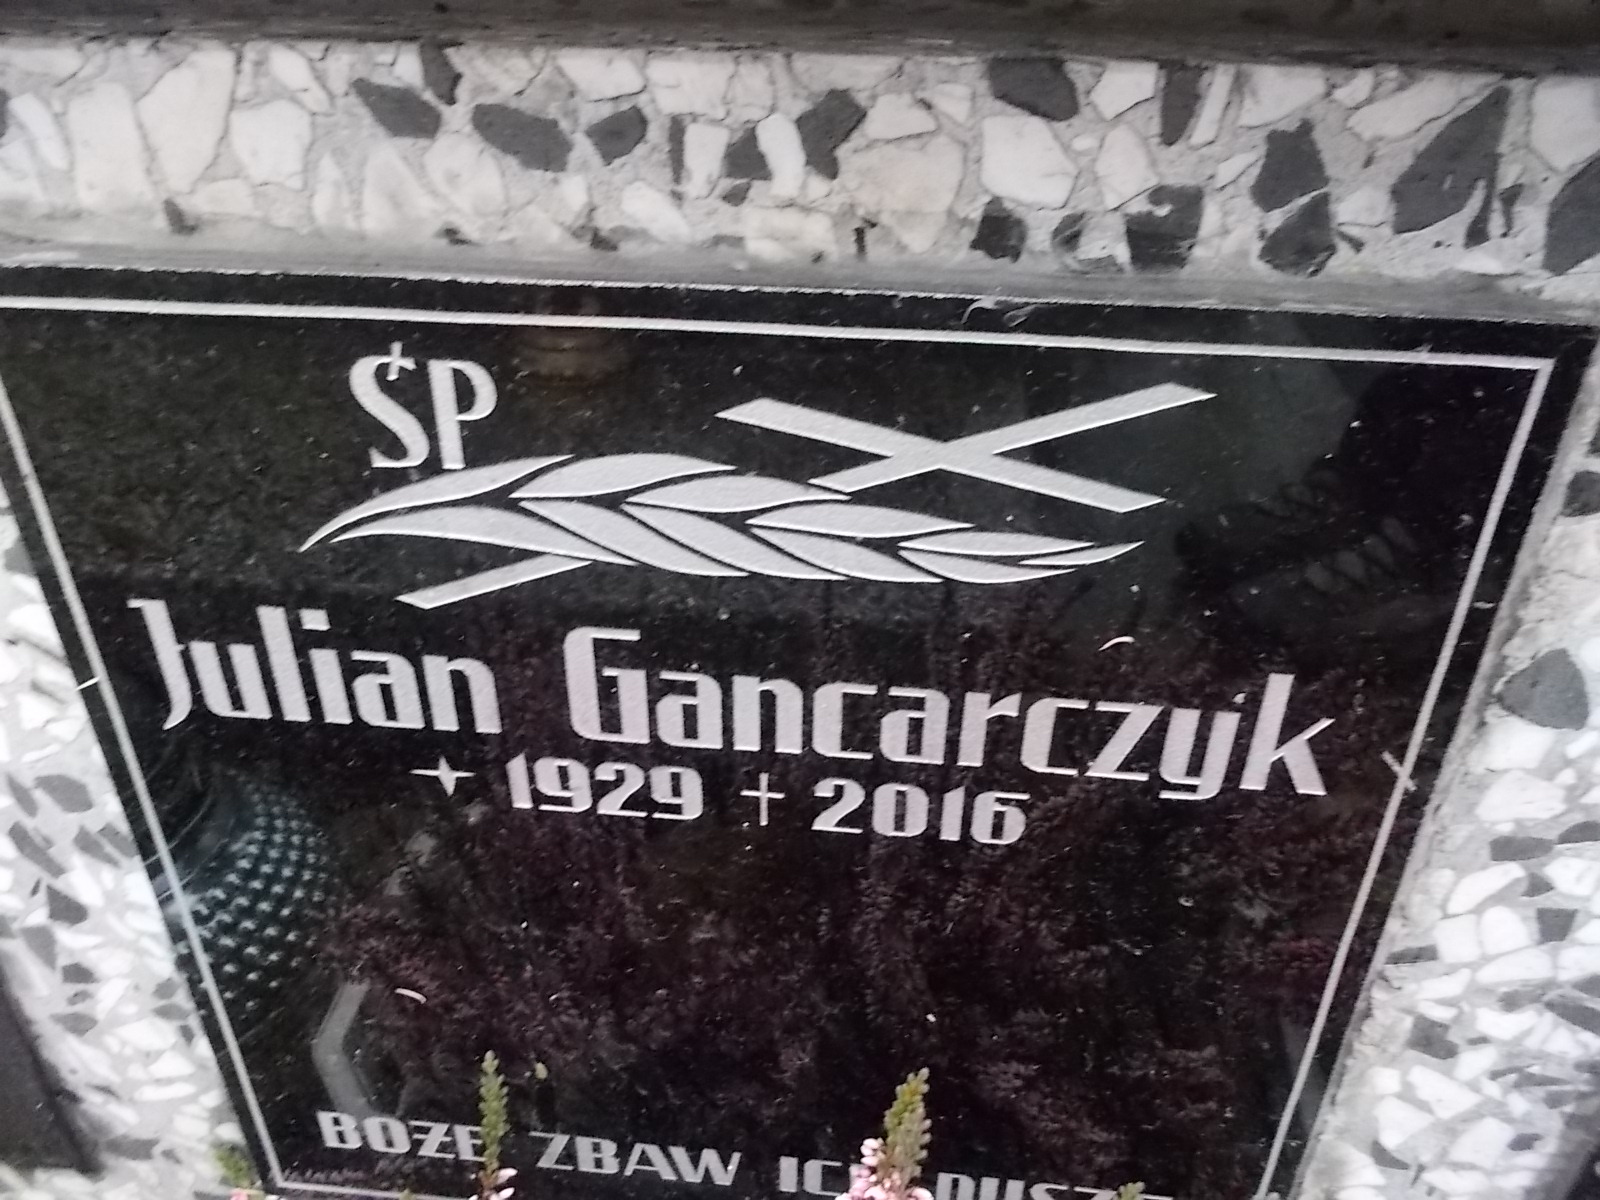 ŚP
Julian Gancarczyk
1929 † 2016
BOŻE ZBAW